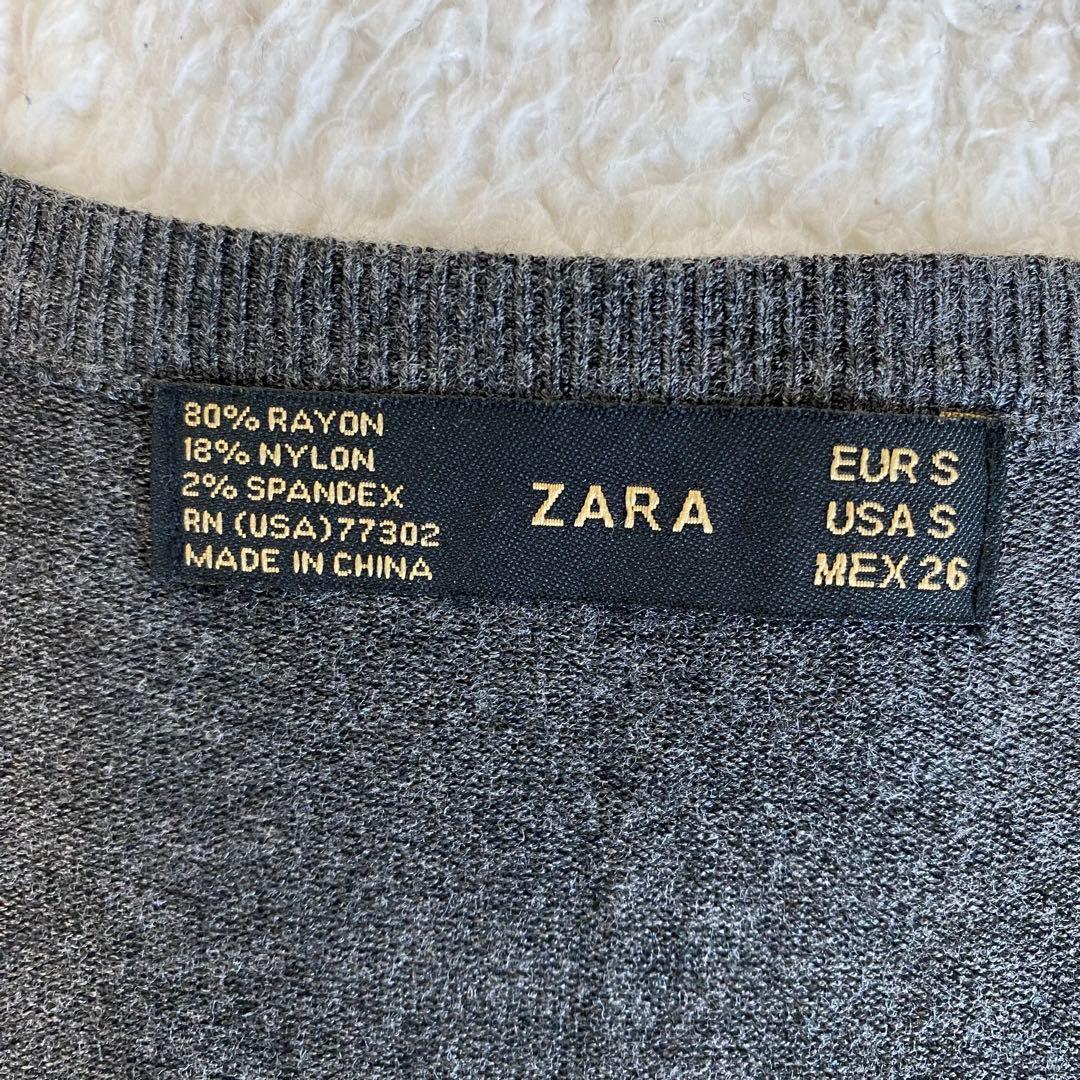 80% RAYON
18% NYLON
2% SPANDEX
RN (USA) 77302
MADE IN CHINA
ZARA
EUR S
USA S
MEX 26